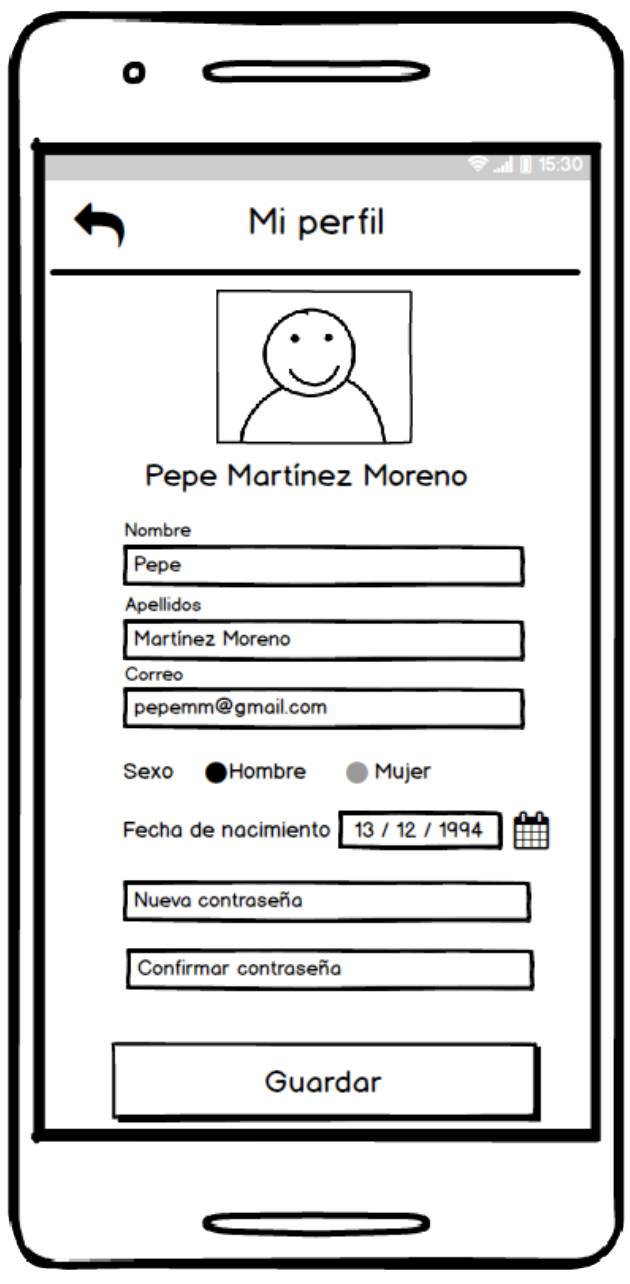 15:30
Mi perfil
Pepe Martínez Moreno
Nombre
Pepe
Apellidos
Martínez Moreno
Correo
pepemm@gmail.com
Sexo Hombre Mujer
Fecha de nacimiento 13 / 12 / 1994
Nueva contraseña
Confirmar contraseña
Guardar